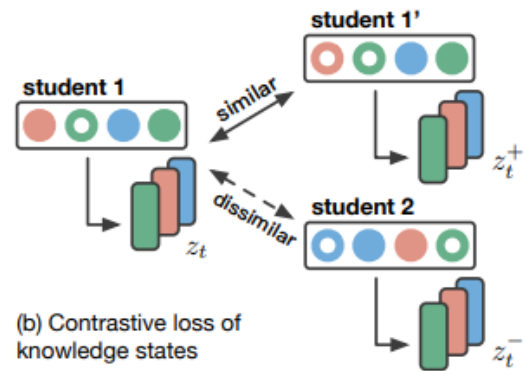 student 1
similar
dissimilar
z_t
student 1'
z_t^+
student 2
z_t^-
(b) Contrastive loss of
knowledge states